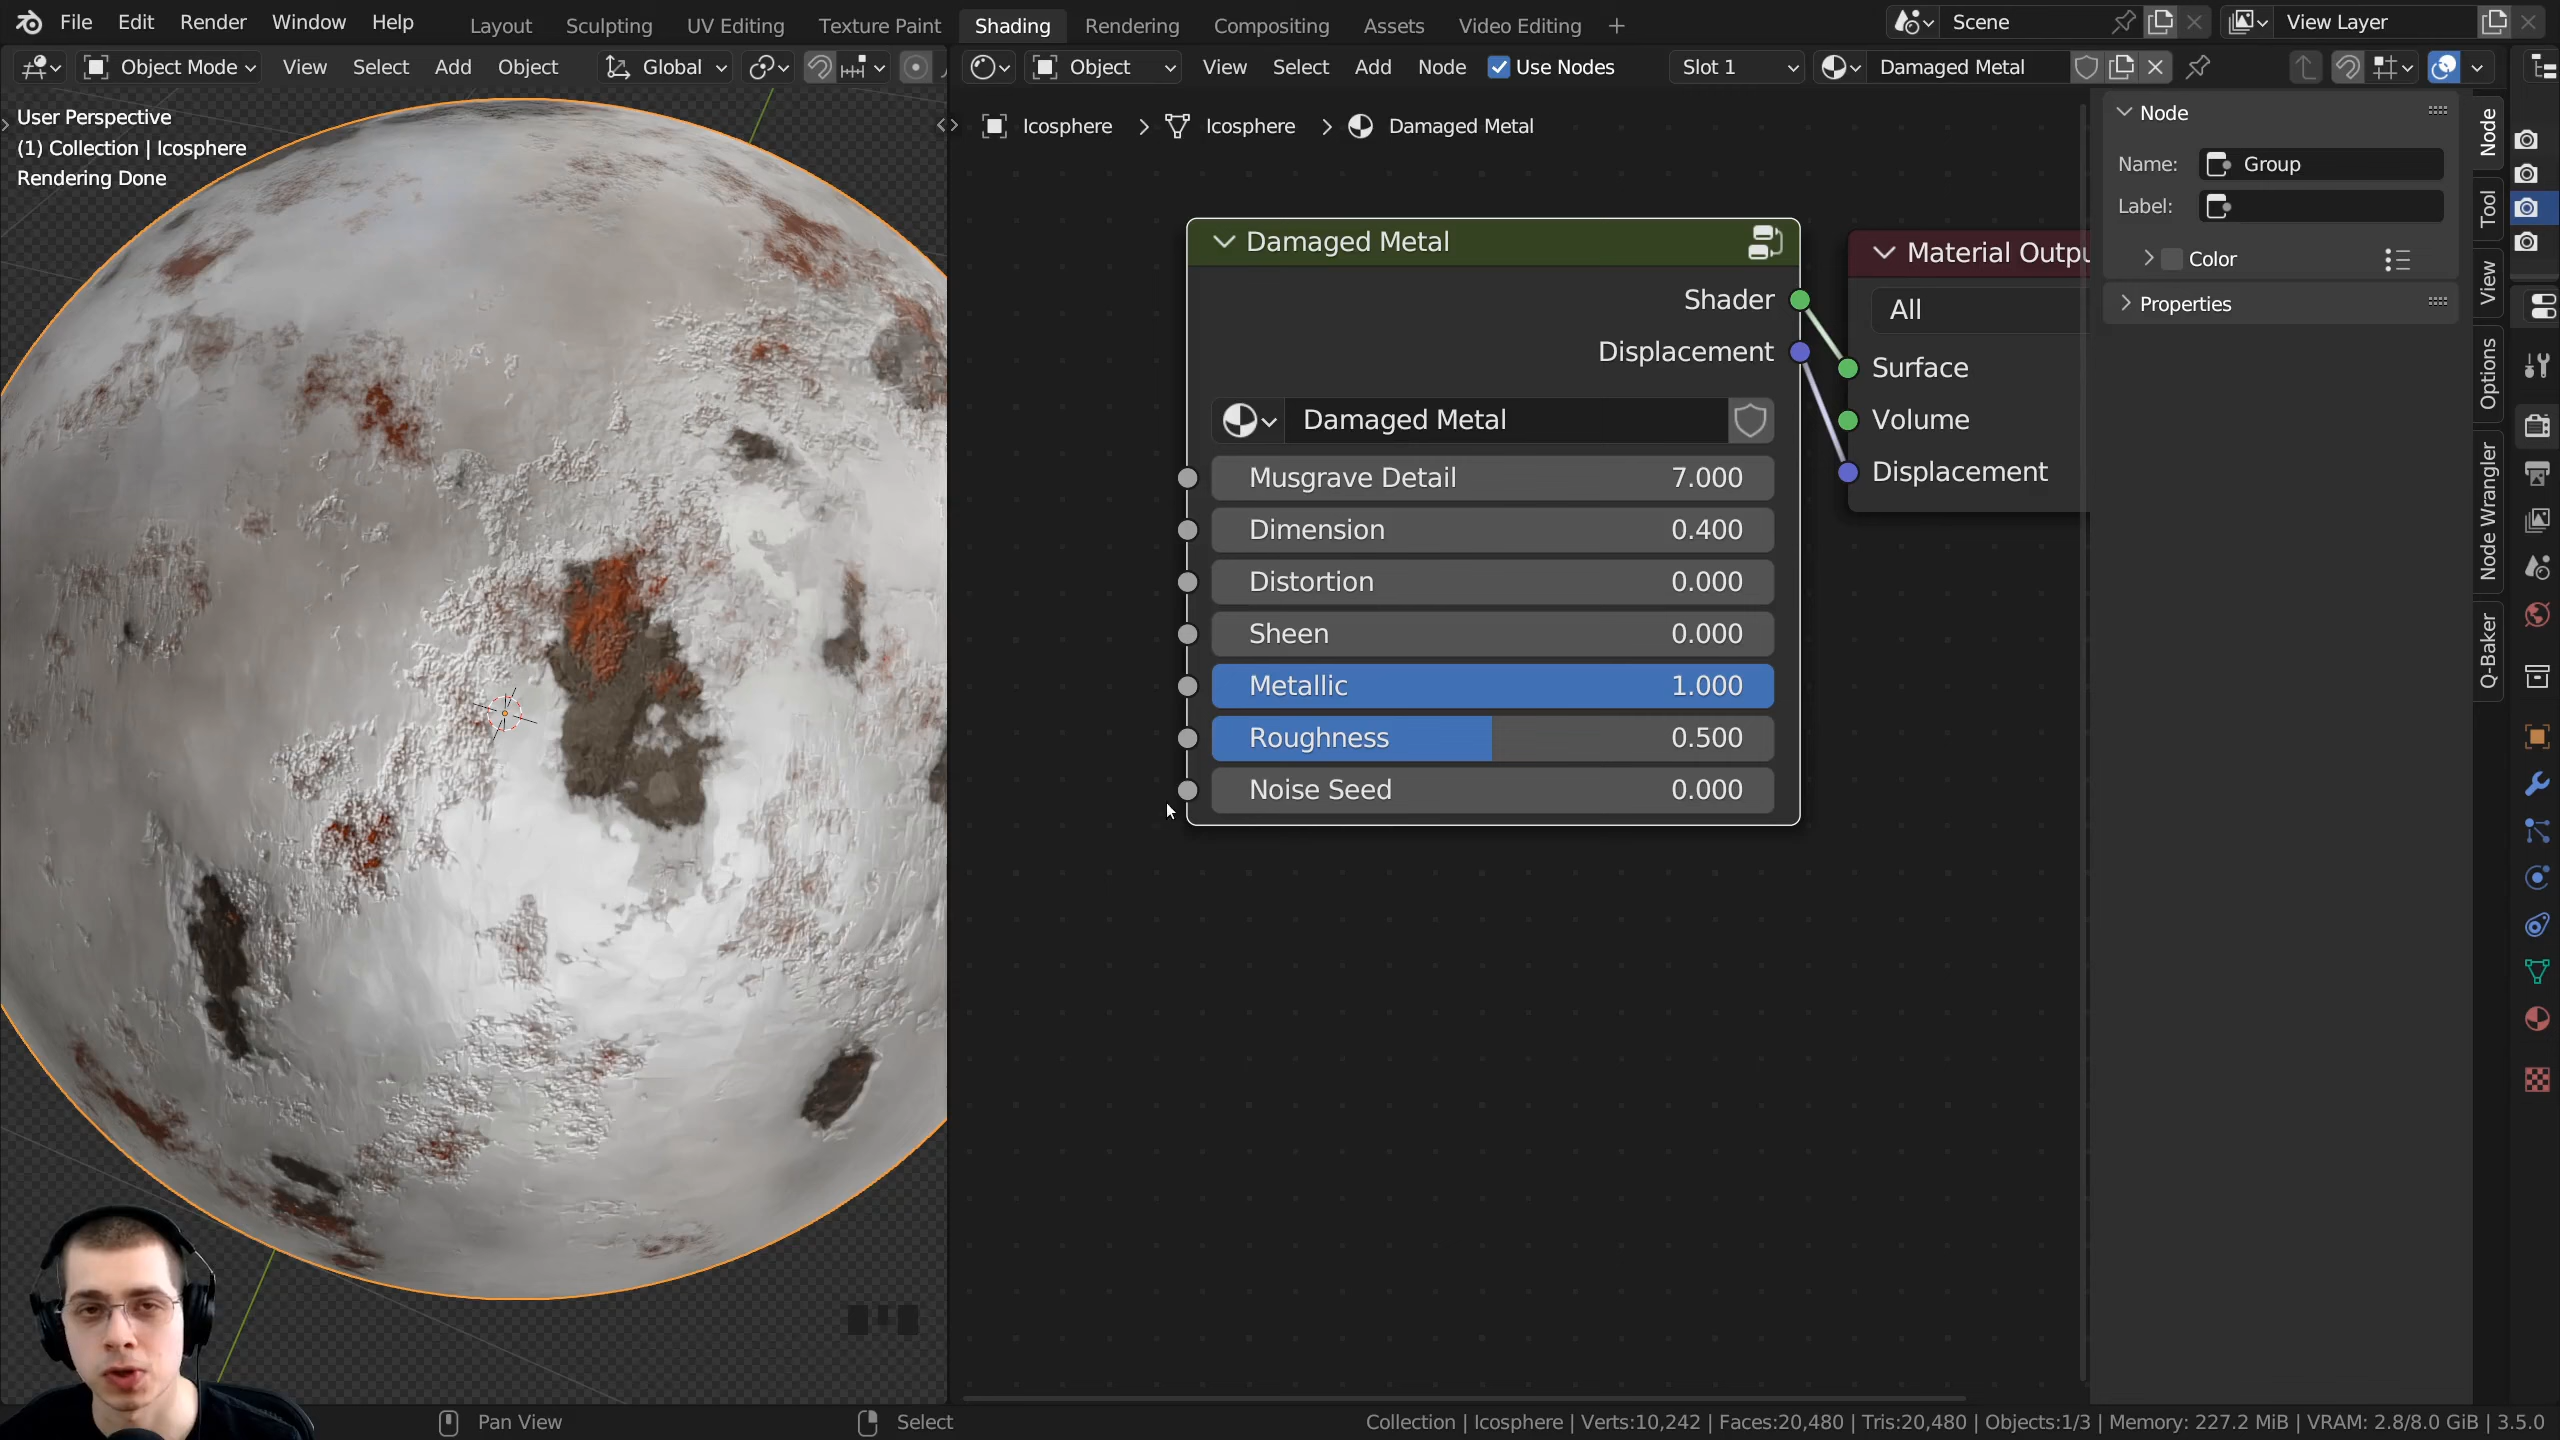 File Edit Render Window Help Layout Sculpting UV Editing Texture Paint Shading Rendering Compositing Assets Video Editing + Scene View Layer
Object Mode View Select Add Object Global Object View Select Add Node Use Nodes Slot 1 Damaged Metal
User Perspective
(1) Collection | Icosphere
Rendering Done
Icosphere > Icosphere > Damaged Metal
Damaged Metal
Shader
Displacement
Damaged Metal
Musgrave Detail 7.000
Dimension 0.400
Distortion 0.000
Sheen 0.000
Metallic 1.000
Roughness 0.500
Noise Seed 0.000
Material Outpu
All
Surface
Volume
Displacement
Node
Name: Group
Label:
Color
Properties
Node
Tool
View
Options
Node Wrangler
Q-Baker
Pan View Select Collection | Icosphere | Verts:10,242 | Faces:20,480 | Tris:20,480 | Objects:1/3 | Memory: 227.2 MiB | VRAM: 2.8/8.0 GiB | 3.5.0